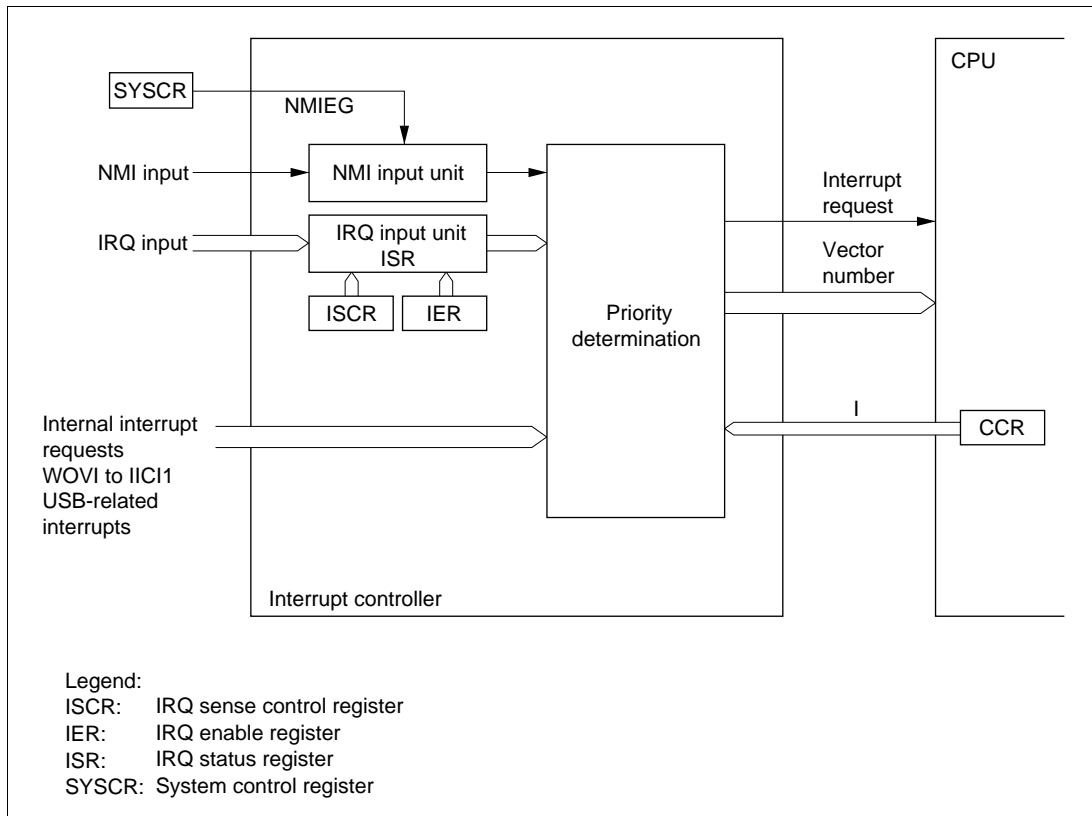 CPU
SYSCR
NMIEG
NMI input
NMI input unit
Interrupt
request
IRQ input
IRQ input unit
ISR
Vector
number
ISCR
IER
Priority
determination
I
CCR
Internal interrupt
requests
WOVI to IICI1
USB-related
interrupts
Interrupt controller
Legend:
ISCR: IRQ sense control register
IER: IRQ enable register
ISR: IRQ status register
SYSCR: System control register